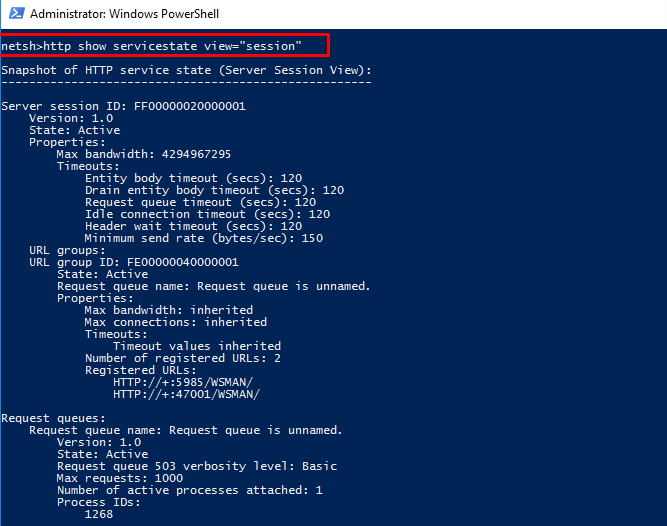 Administrator: Windows PowerShell
netsh>http show servicestate view="session"
Snapshot of HTTP service state (Server Session View):
-----------------------------------------------------
Server session ID: FF00000020000001
Version: 1.0
State: Active
Properties:
Max bandwidth: 4294967295
Timeouts:
Entity body timeout (secs): 120
Drain entity body timeout (secs): 120
Request queue timeout (secs): 120
Idle connection timeout (secs): 120
Header wait timeout (secs): 120
Minimum send rate (bytes/sec): 150
URL groups:
URL group ID: FE00000040000001
State: Active
Request queue name: Request queue is unnamed.
Properties:
Max bandwidth: inherited
Max connections: inherited
Timeouts:
Timeout values inherited
Number of registered URLs: 2
Registered URLs:
HTTP://+:5985/WSMAN/
HTTP://+:47001/WSMAN/
Request queues:
Request queue name: Request queue is unnamed.
Version: 1.0
State: Active
Request queue 503 verbosity level: Basic
Max requests: 1000
Number of active processes attached: 1
Process IDs:
1268